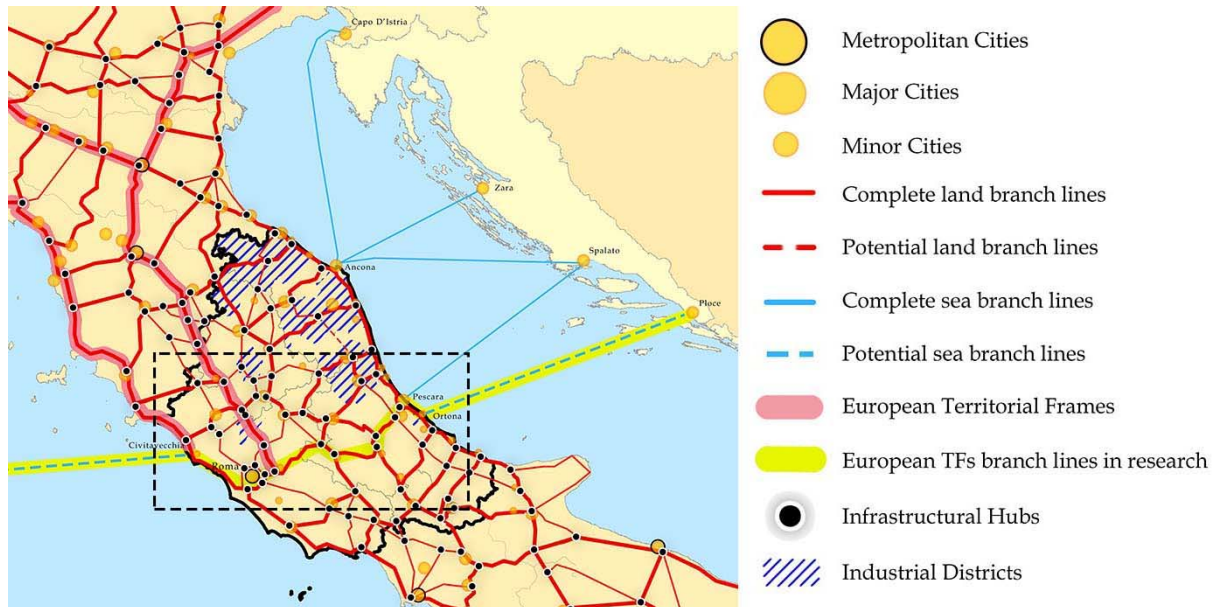 Capo D'Istria
Zara
Spalato
Ancona
Ploce
Pescara
Ortona
Civitavecchia
Roma
Metropolitan Cities
Major Cities
Minor Cities
Complete land branch lines
Potential land branch lines
Complete sea branch lines
Potential sea branch lines
European Territorial Frames
European TFs branch lines in research
Infrastructural Hubs
Industrial Districts